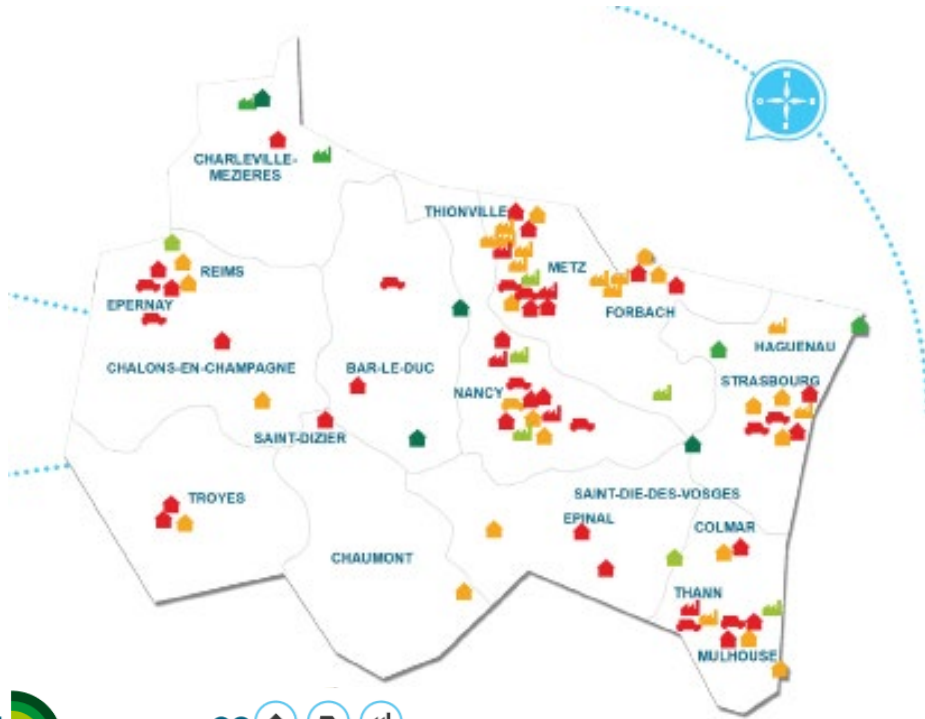 CHARLEVILLE-
MEZIERES
THIONVILLE
REIMS
METZ
EPERNAY
FORBACH
HAGUENAU
CHALONS-EN-CHAMPAGNE
BAR-LE-DUC
STRASBOURG
NANCY
SAINT-DIZIER
TROYES
SAINT-DIE-DES-VOSGES
EPINAL
COLMAR
CHAUMONT
THANN
MULHOUSE